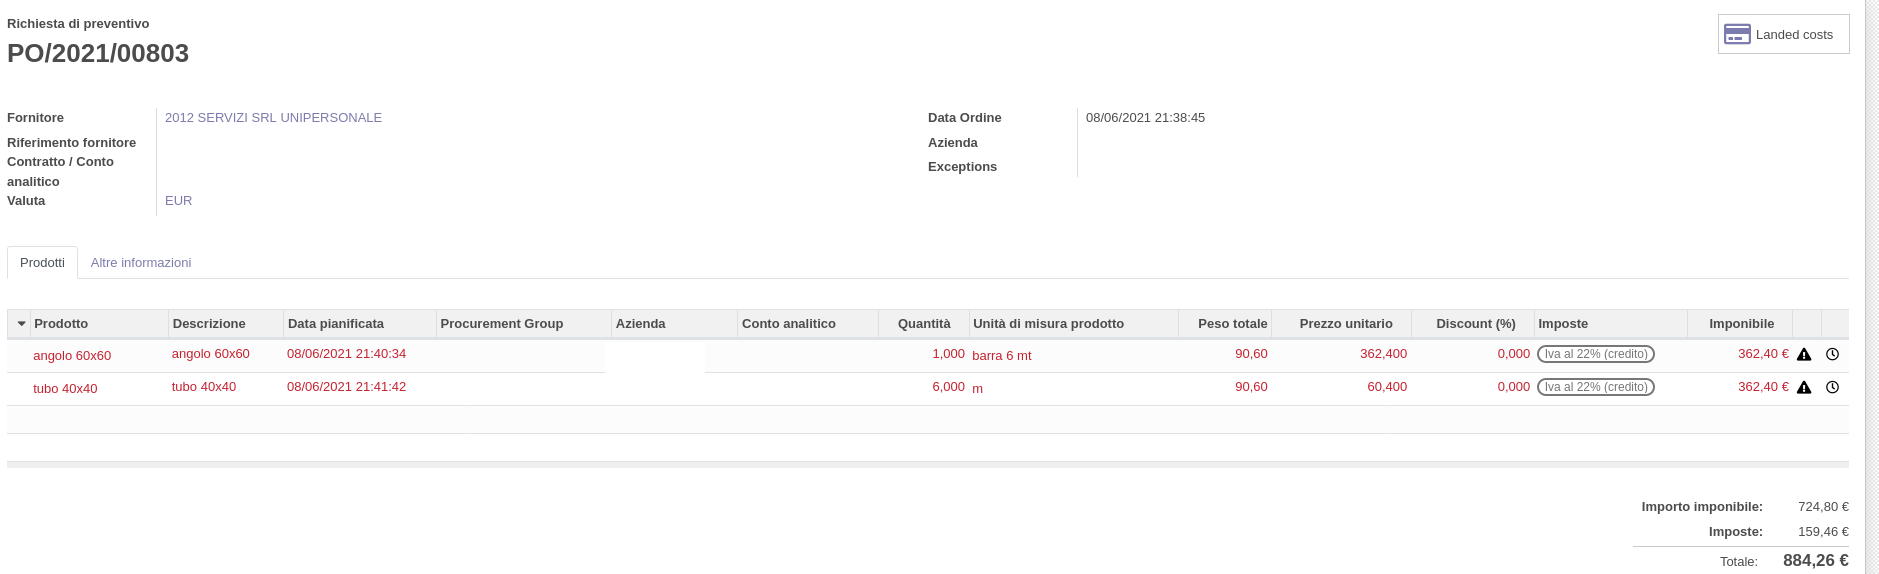 Richiesta di preventivo
PO/2021/00803
Landed costs
Fornitore 2012 SERVIZI SRL UNIPERSONALE
Riferimento fornitore
Contratto / Conto
analitico
Valuta EUR
Data Ordine 08/06/2021 21:38:45
Azienda
Exceptions
Prodotti Altre informazioni
Prodotto Descrizione Data pianificata Procurement Group Azienda Conto analitico Quantità Unità di misura prodotto Peso totale Prezzo unitario Discount (%) Imposte Imponibile
angolo 60x60 angolo 60x60 08/06/2021 21:40:34 1,000 barra 6 mt 90,60 362,400 0,000 Iva al 22% (credito) 362,40 €
tubo 40x40 tubo 40x40 08/06/2021 21:41:42 6,000 m 90,60 60,400 0,000 Iva al 22% (credito) 362,40 €
Importo imponibile: 724,80 €
Imposte: 159,46 €
Totale: 884,26 €